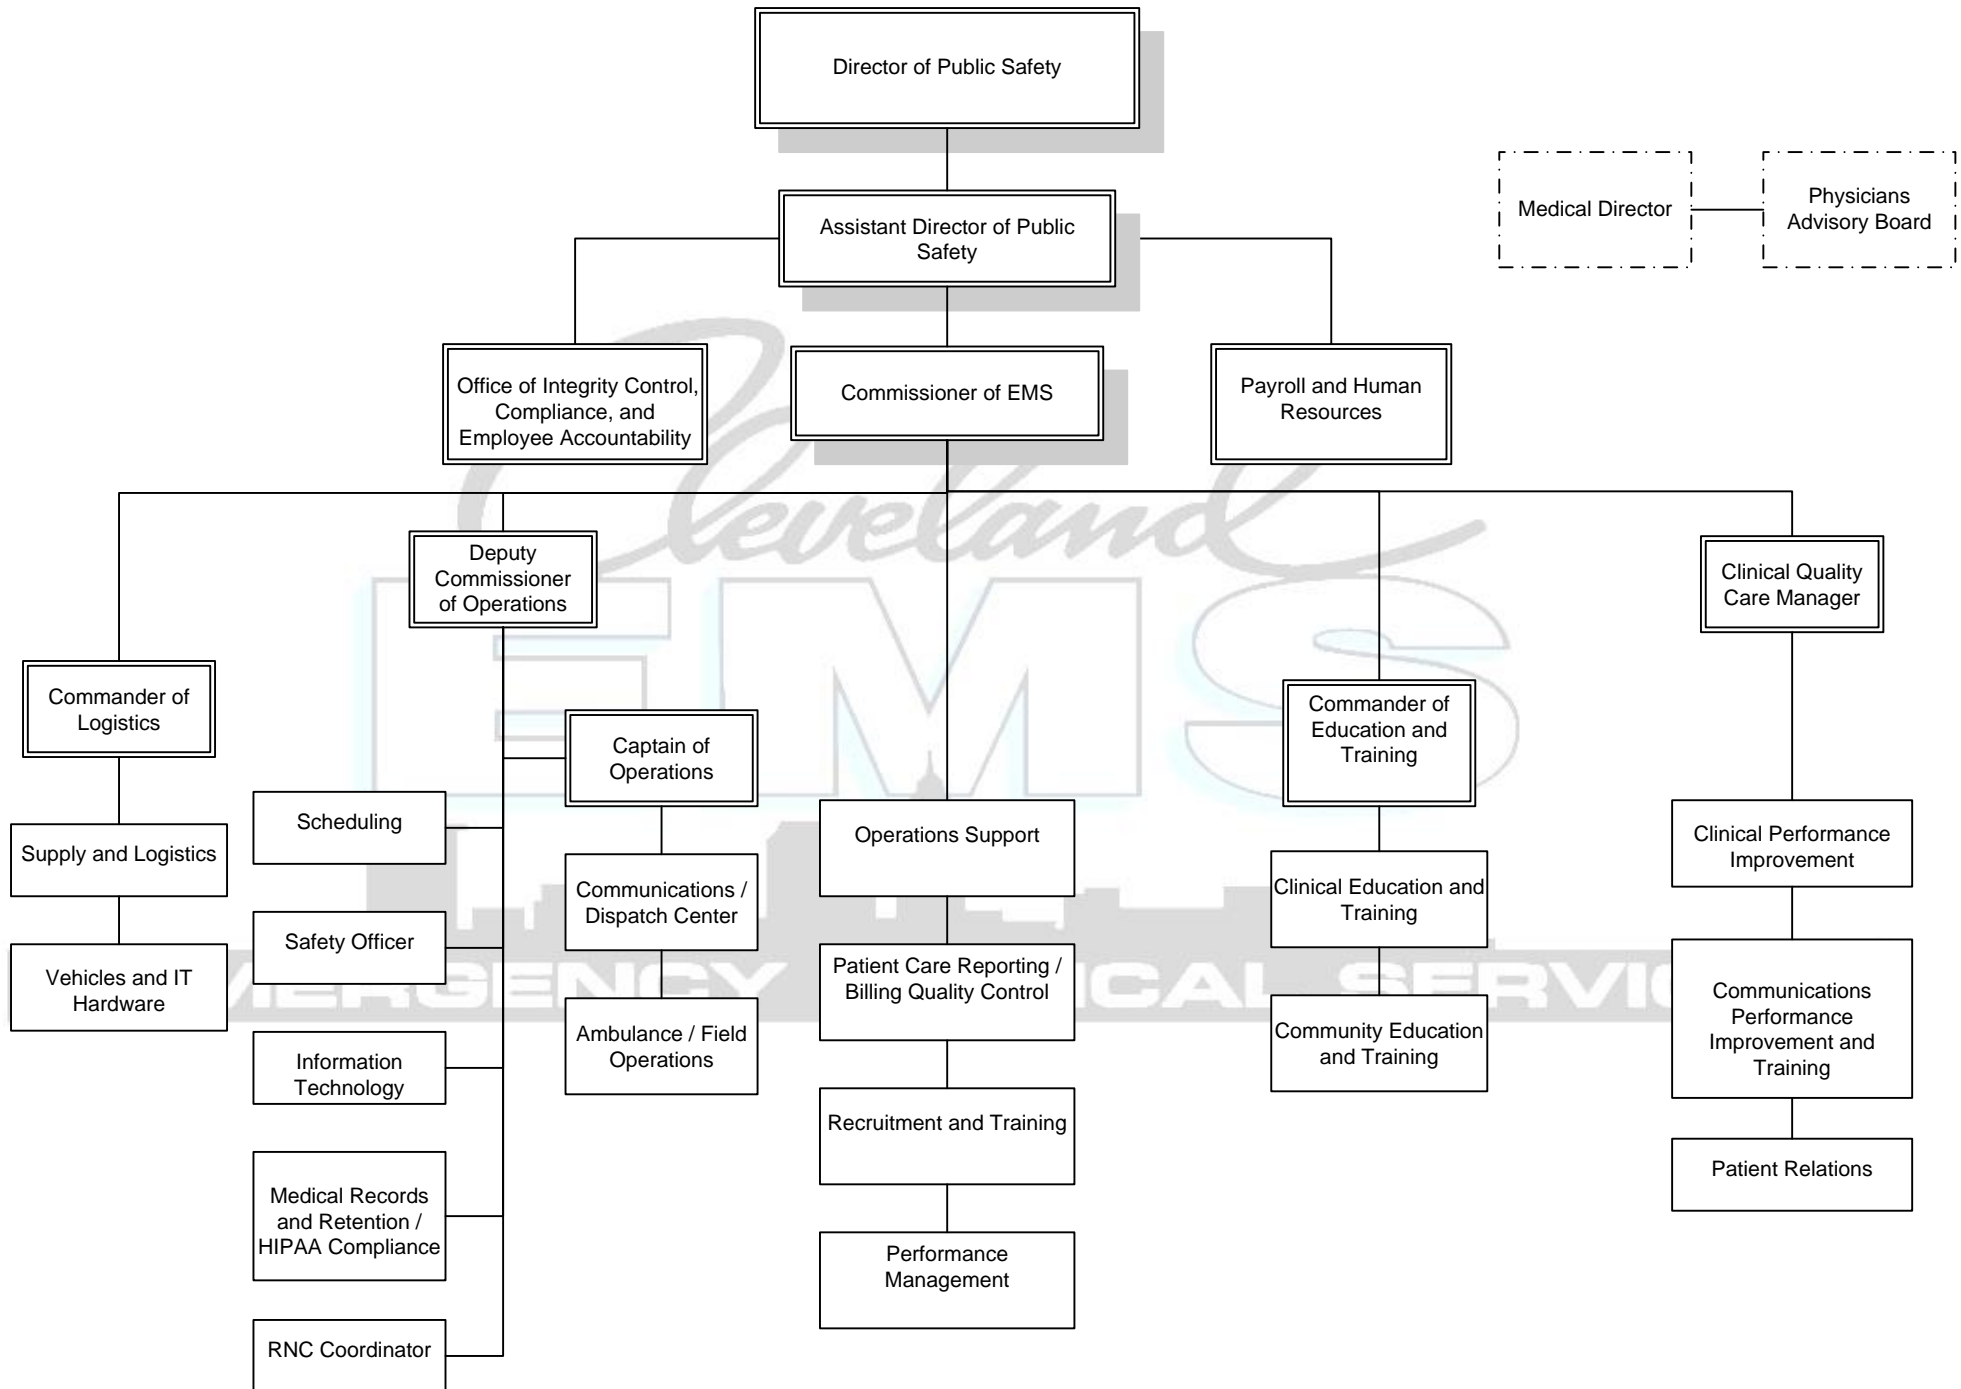 Director of Public Safety
Medical Director
Physicians
Advisory Board
Assistant Director of Public
Safety
Office of Integrity Control,
Compliance, and
Employee Accountability
Commissioner of EMS
Payroll and Human
Resources
Cleveland
EMS
Deputy
Commissioner
of Operations
Clinical Quality
Care Manager
Commander of
Logistics
Captain of
Operations
Commander of
Education and
Training
Scheduling
Operations Support
Clinical Performance
Improvement
Supply and Logistics
Communications /
Dispatch Center
Clinical Education and
Training
Safety Officer
Vehicles and IT
Hardware
Patient Care Reporting /
Billing Quality Control
MERGENCY ICAL SERVIC
Ambulance / Field
Operations
Community Education
and Training
Communications
Performance
Improvement and
Training
Information
Technology
Recruitment and Training
Patient Relations
Medical Records
and Retention /
HIPAA Compliance
Performance
Management
RNC Coordinator